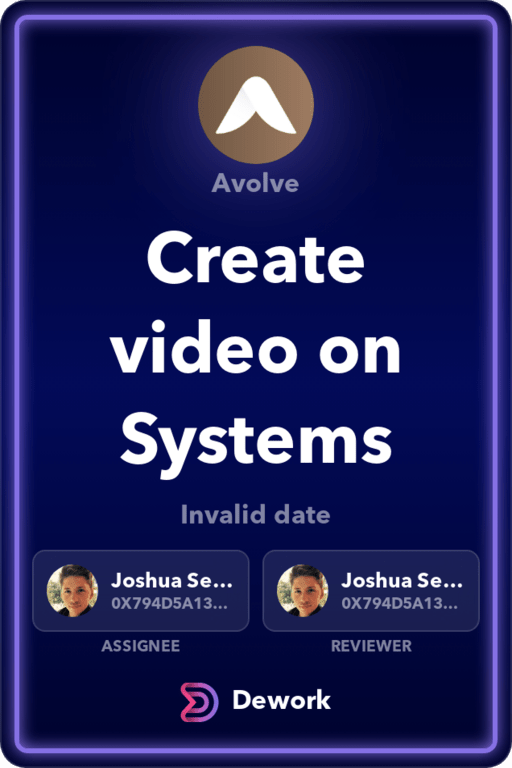 Avolve
Create
video on
Systems
Invalid date
Joshua Se...
0X794D5A13...
ASSIGNEE
Joshua Se...
0X794D5A13...
REVIEWER
Dework